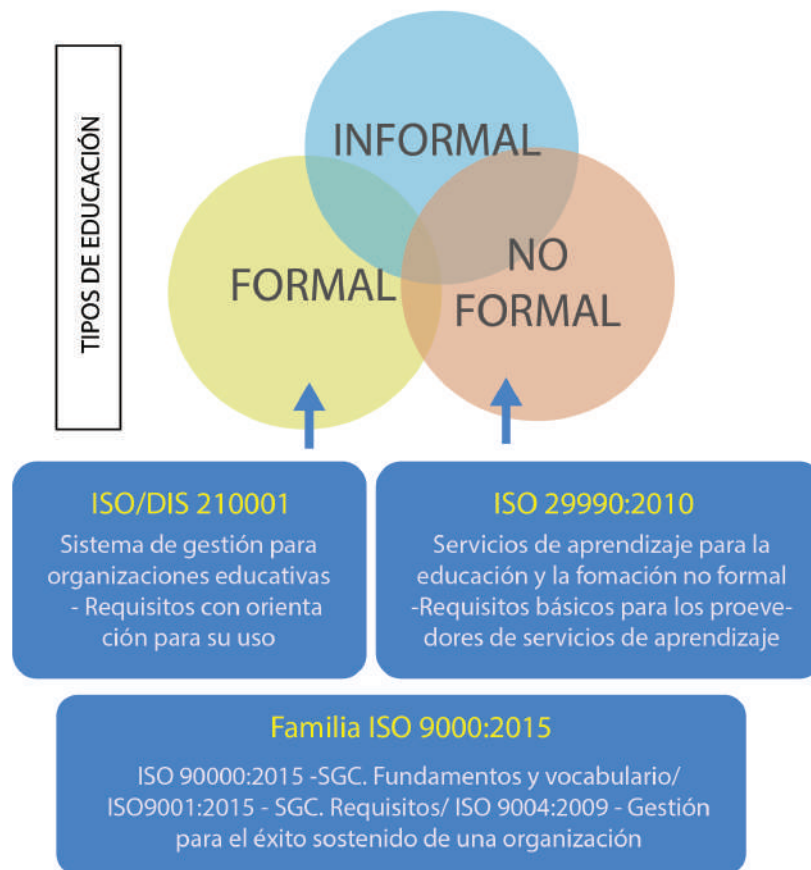 TIPOS DE EDUCACIÓN
INFORMAL
FORMAL
NO
FORMAL
ISO/DIS 210001
Sistema de gestión para
organizaciones educativas
- Requisitos con orienta
ción para su uso
ISO 29990:2010
Servicios de aprendizaje para la
educación y la fomación no formal
-Requisitos básicos para los proeve-
dores de servicios de aprendizaje
Familia ISO 9000:2015
ISO 90000:2015 -SGC. Fundamentos y vocabulario/
ISO9001:2015 - SGC. Requisitos/ ISO 9004:2009 - Gestión
para el éxito sostenido de una organización